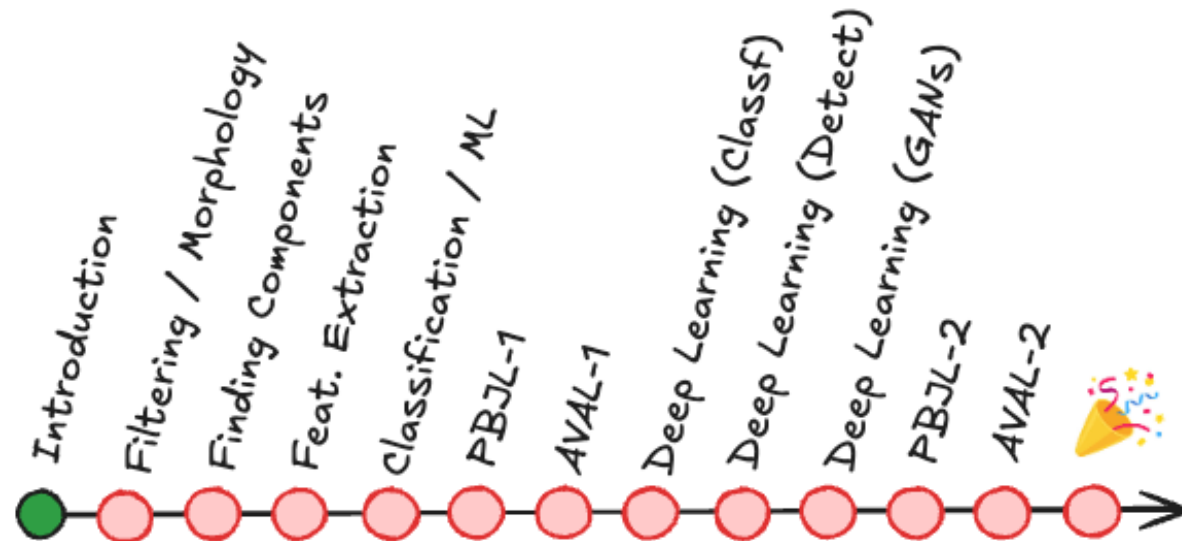 Introduction
Filtering / Morphology
Finding Components
Feat. Extraction
Classification / ML
PBJL-1
AVAL-1
Deep Learning (Classf)
Deep Learning (Detect)
Deep Learning (GANs)
PBJL-2
AVAL-2